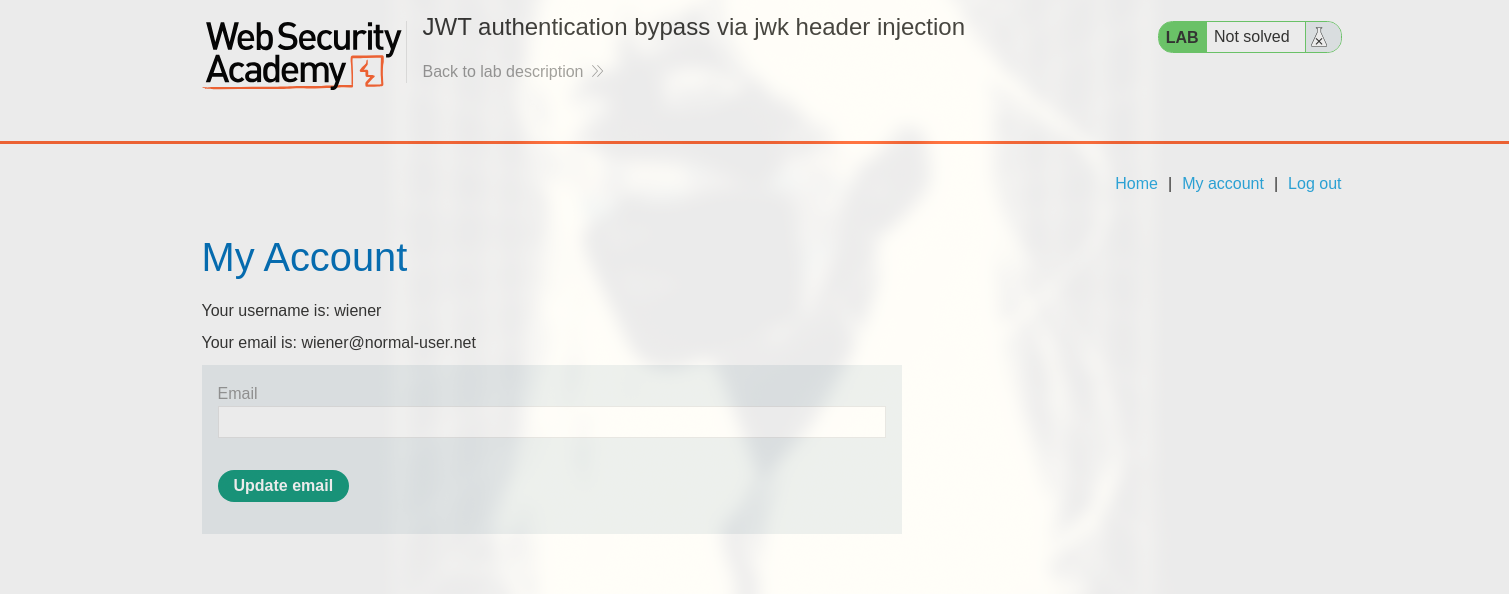 Web Security
Academy
JWT authentication bypass via jwk header injection
Back to lab description
LAB Not solved
Home | My account | Log out
My Account
Your username is: wiener
Your email is: wiener@normal-user.net
Email
Update email